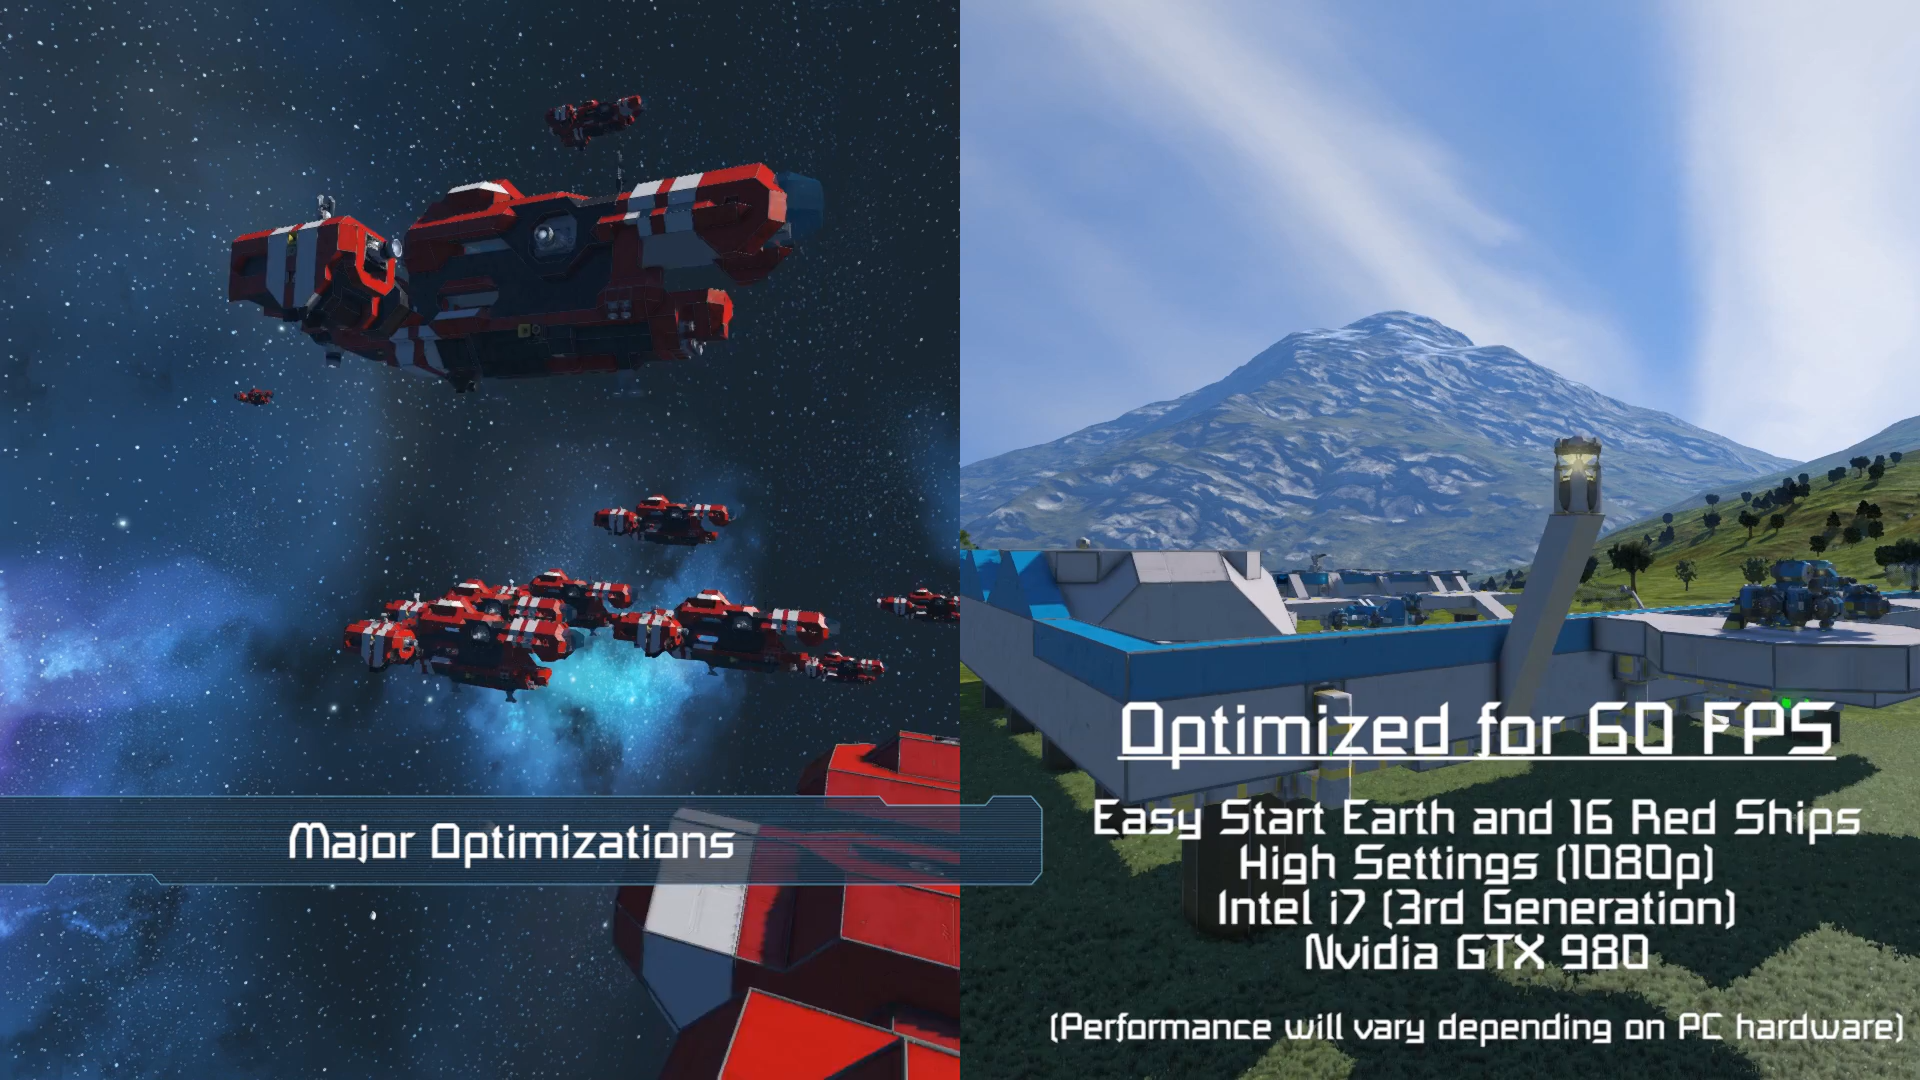 Major Optimizations
Optimized for 60 FPS
Easy Start Earth and 16 Red Ships
High Settings (1080p)
Intel i7 (3rd Generation)
Nvidia GTX 980
(Performance will vary depending on PC hardware)